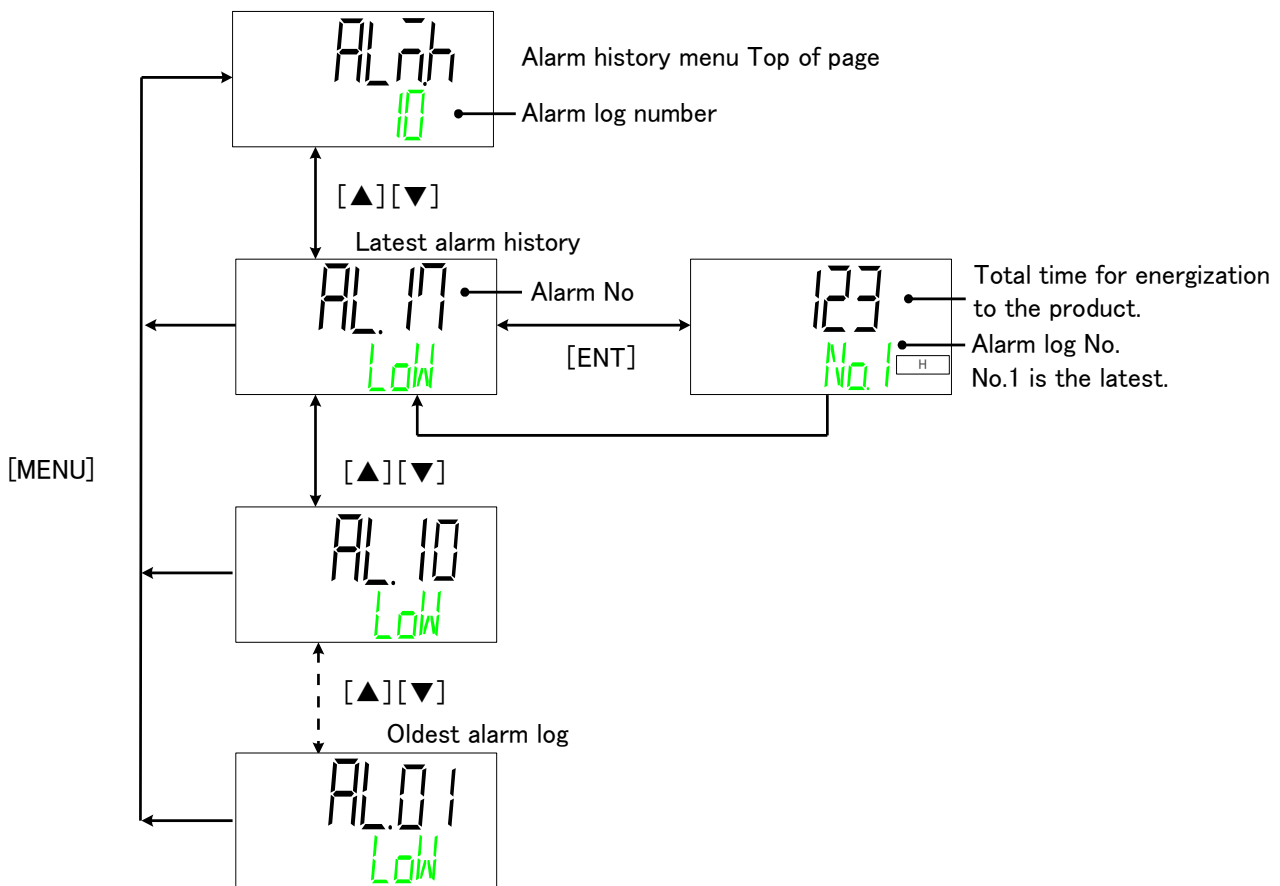 ALM.h
Alarm history menu Top of page
10
Alarm log number
[▲][▼]
Latest alarm history
AL. 17
Alarm No
LoW
[ENT]
123
Total time for energization
to the product.
No. 1
H
Alarm log No.
No.1 is the latest.
[MENU]
[▲][▼]
AL. 10
LoW
[▲][▼]
Oldest alarm log
AL.01
LoW